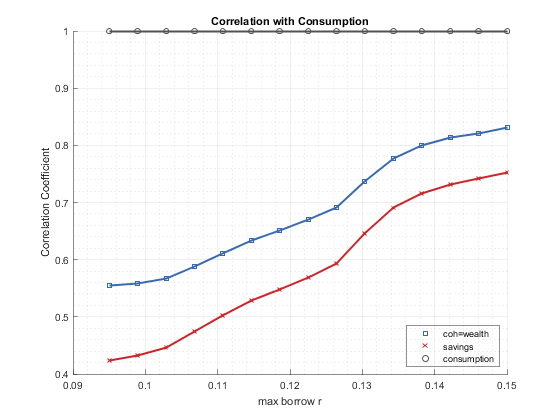 Correlation with Consumption
Correlation Coefficient
1
0.9
0.8
0.7
0.6
0.5
0.4
0.09
0.1
0.11
0.12
0.13
0.14
0.15
max borrow r
coh=wealth
savings
consumption